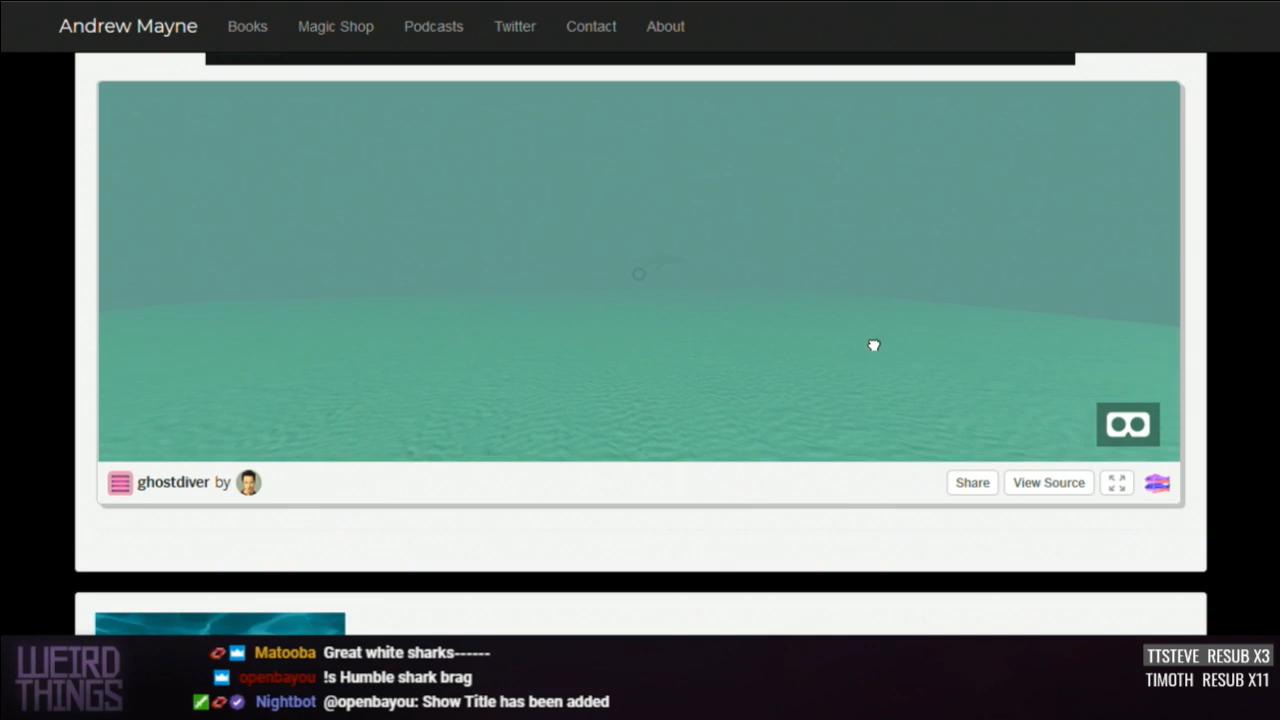 Andrew Mayne Books Magic Shop Podcasts Twitter Contact About
ghostdiver by Share View Source
WEIRD THINGS
Matooba Great white sharks------
openbayou !s Humble shark brag
Nightbot @openbayou: Show Title has been added
TTSTEVE RESUB X3
TIMOTH RESUB X11